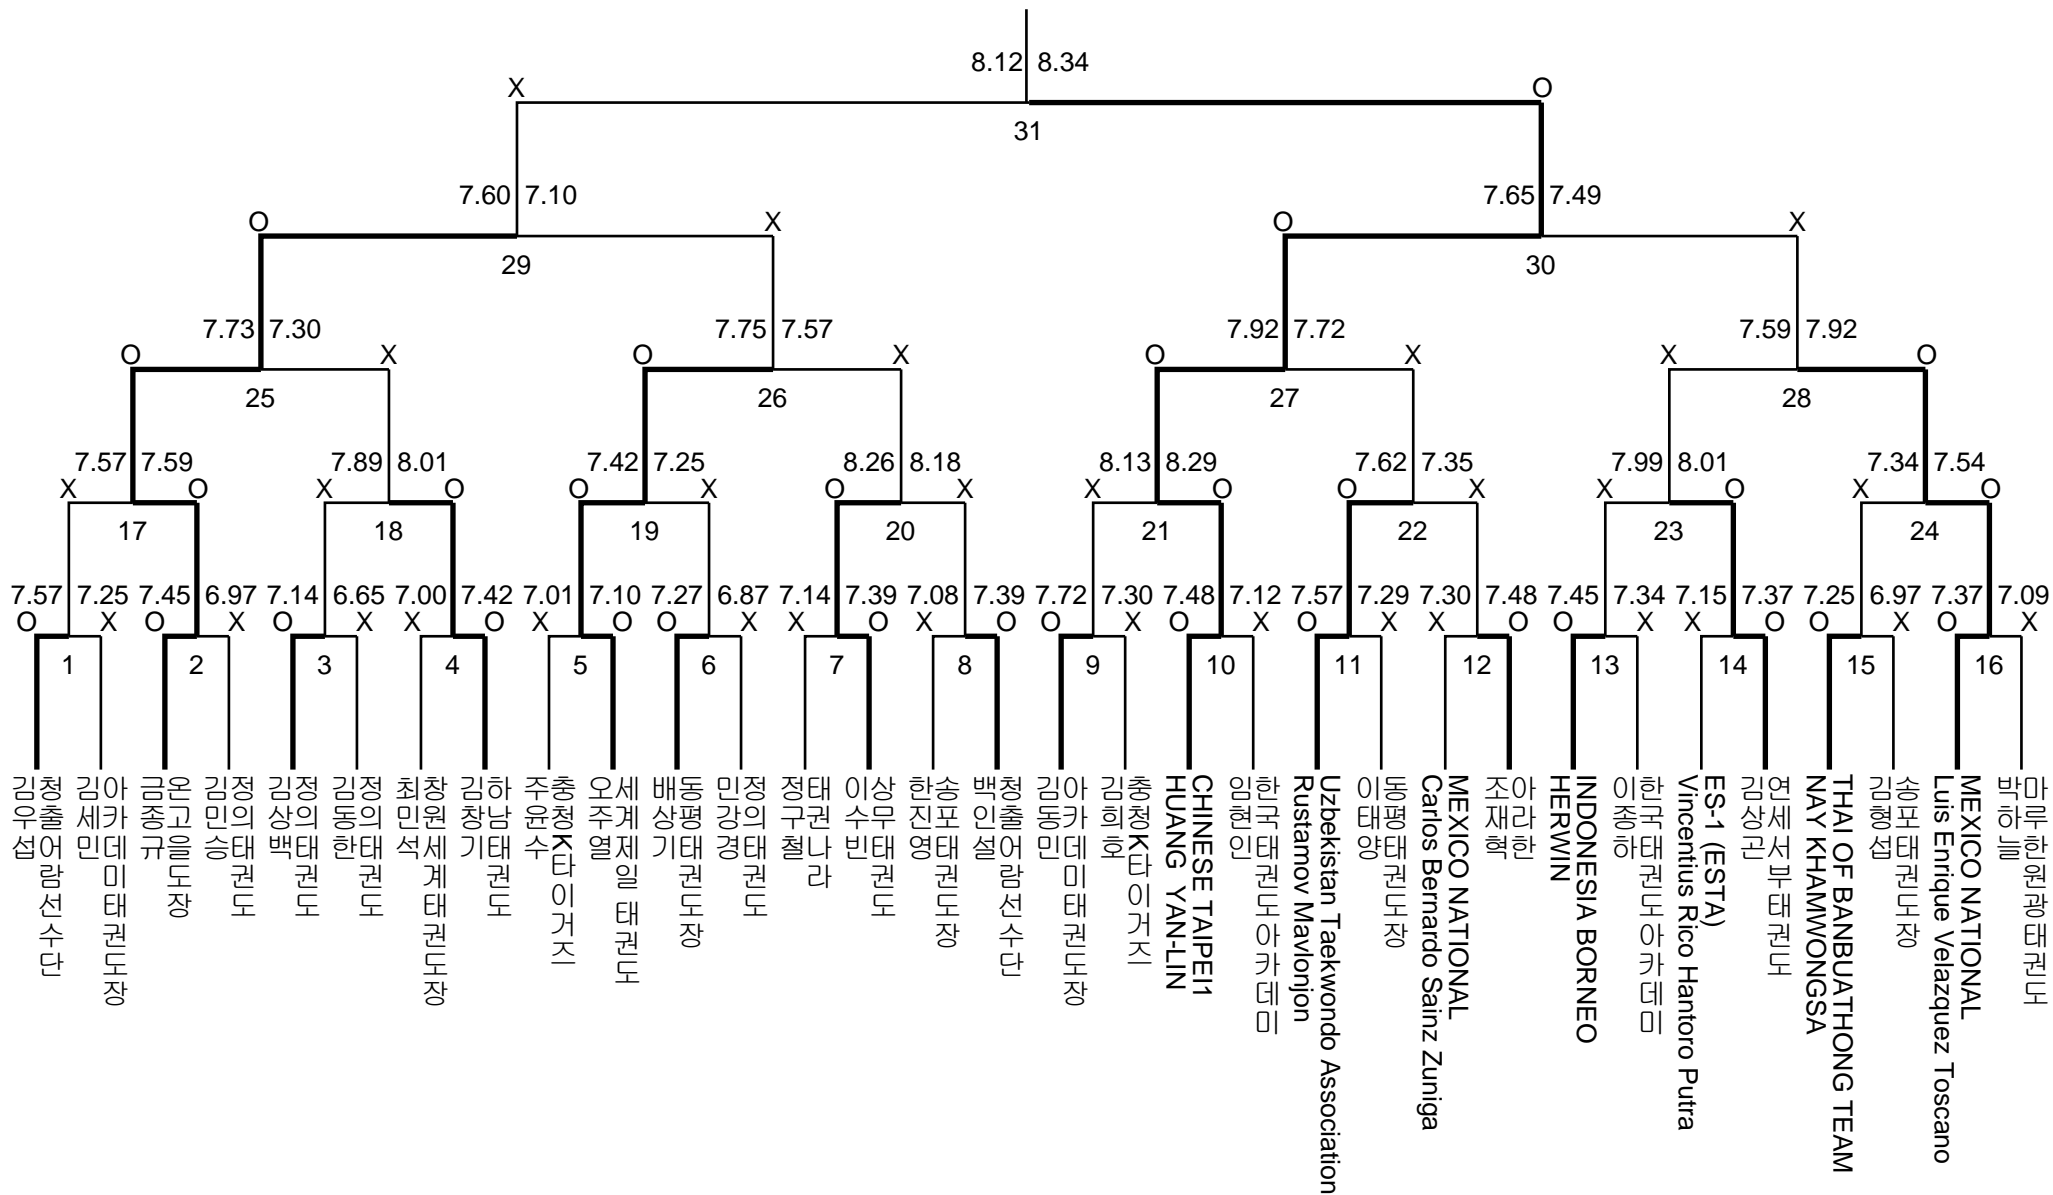 8.12 8.34
X O
31
7.60 7.10 7.65 7.49
O X O X
29 30
7.73 7.30 7.75 7.57 7.92 7.72 7.59 7.92
O X O X O X X O
25 26 27 28
7.57 7.59 7.89 8.01 7.42 7.25 8.26 8.18 8.13 8.29 7.62 7.35 7.99 8.01 7.34 7.54
X O X O O X O X X O O X X O X O
17 18 19 20 21 22 23 24
7.57 7.25 7.45 6.97 7.14 6.65 7.00 7.42 7.01 7.10 7.27 6.87 7.14 7.39 7.08 7.39 7.72 7.30 7.48 7.12 7.57 7.29 7.30 7.48 7.45 7.34 7.15 7.37 7.25 6.97 7.37 7.09
O X O X O X X O X O O X X O X O O X O X O X X O O X X O O X O X
1 2 3 4 5 6 7 8 9 10 11 12 13 14 15 16
청출어람선수단
김우섭
아카데미태권도장
김세민
온고을도장
금종규
정의태권도
김민승
정의태권도
김상백
정의태권도
김동한
창원세계태권도장
최민석
하남태권도
김창기
충청K타이거즈
주윤수
세계제일 태권도
오주열
동평태권도장
배상기
정의태권도
민강경
태권나라
정구철
상무태권도
이수빈
송포태권도장
한진영
청출어람선수단
백인설
아카데미태권도장
김동민
충청K타이거즈
김희호
CHINESE TAIPEI1
HUANG YAN-LIN
한국태권도아카데미
임현인
Uzbekistan Taekwondo Association
Rustamov Mavlonjon
동평태권도장
이태양
MEXICO NATIONAL
Carlos Bernardo Sainz Zuniga
아라한
조재혁
INDONESIA BORNEO
HERWIN
한국태권도아카데미
이종하
ES-1 (ESTA)
Vincentius Rico Hantoro Putra
연세서부태권도
김상곤
THAI OF BANBUATHONG TEAM
NAY KHAMWONGSA
송포태권도장
김형섭
MEXICO NATIONAL
Luis Enrique Velazquez Toscano
마루한원광태권도
박하늘